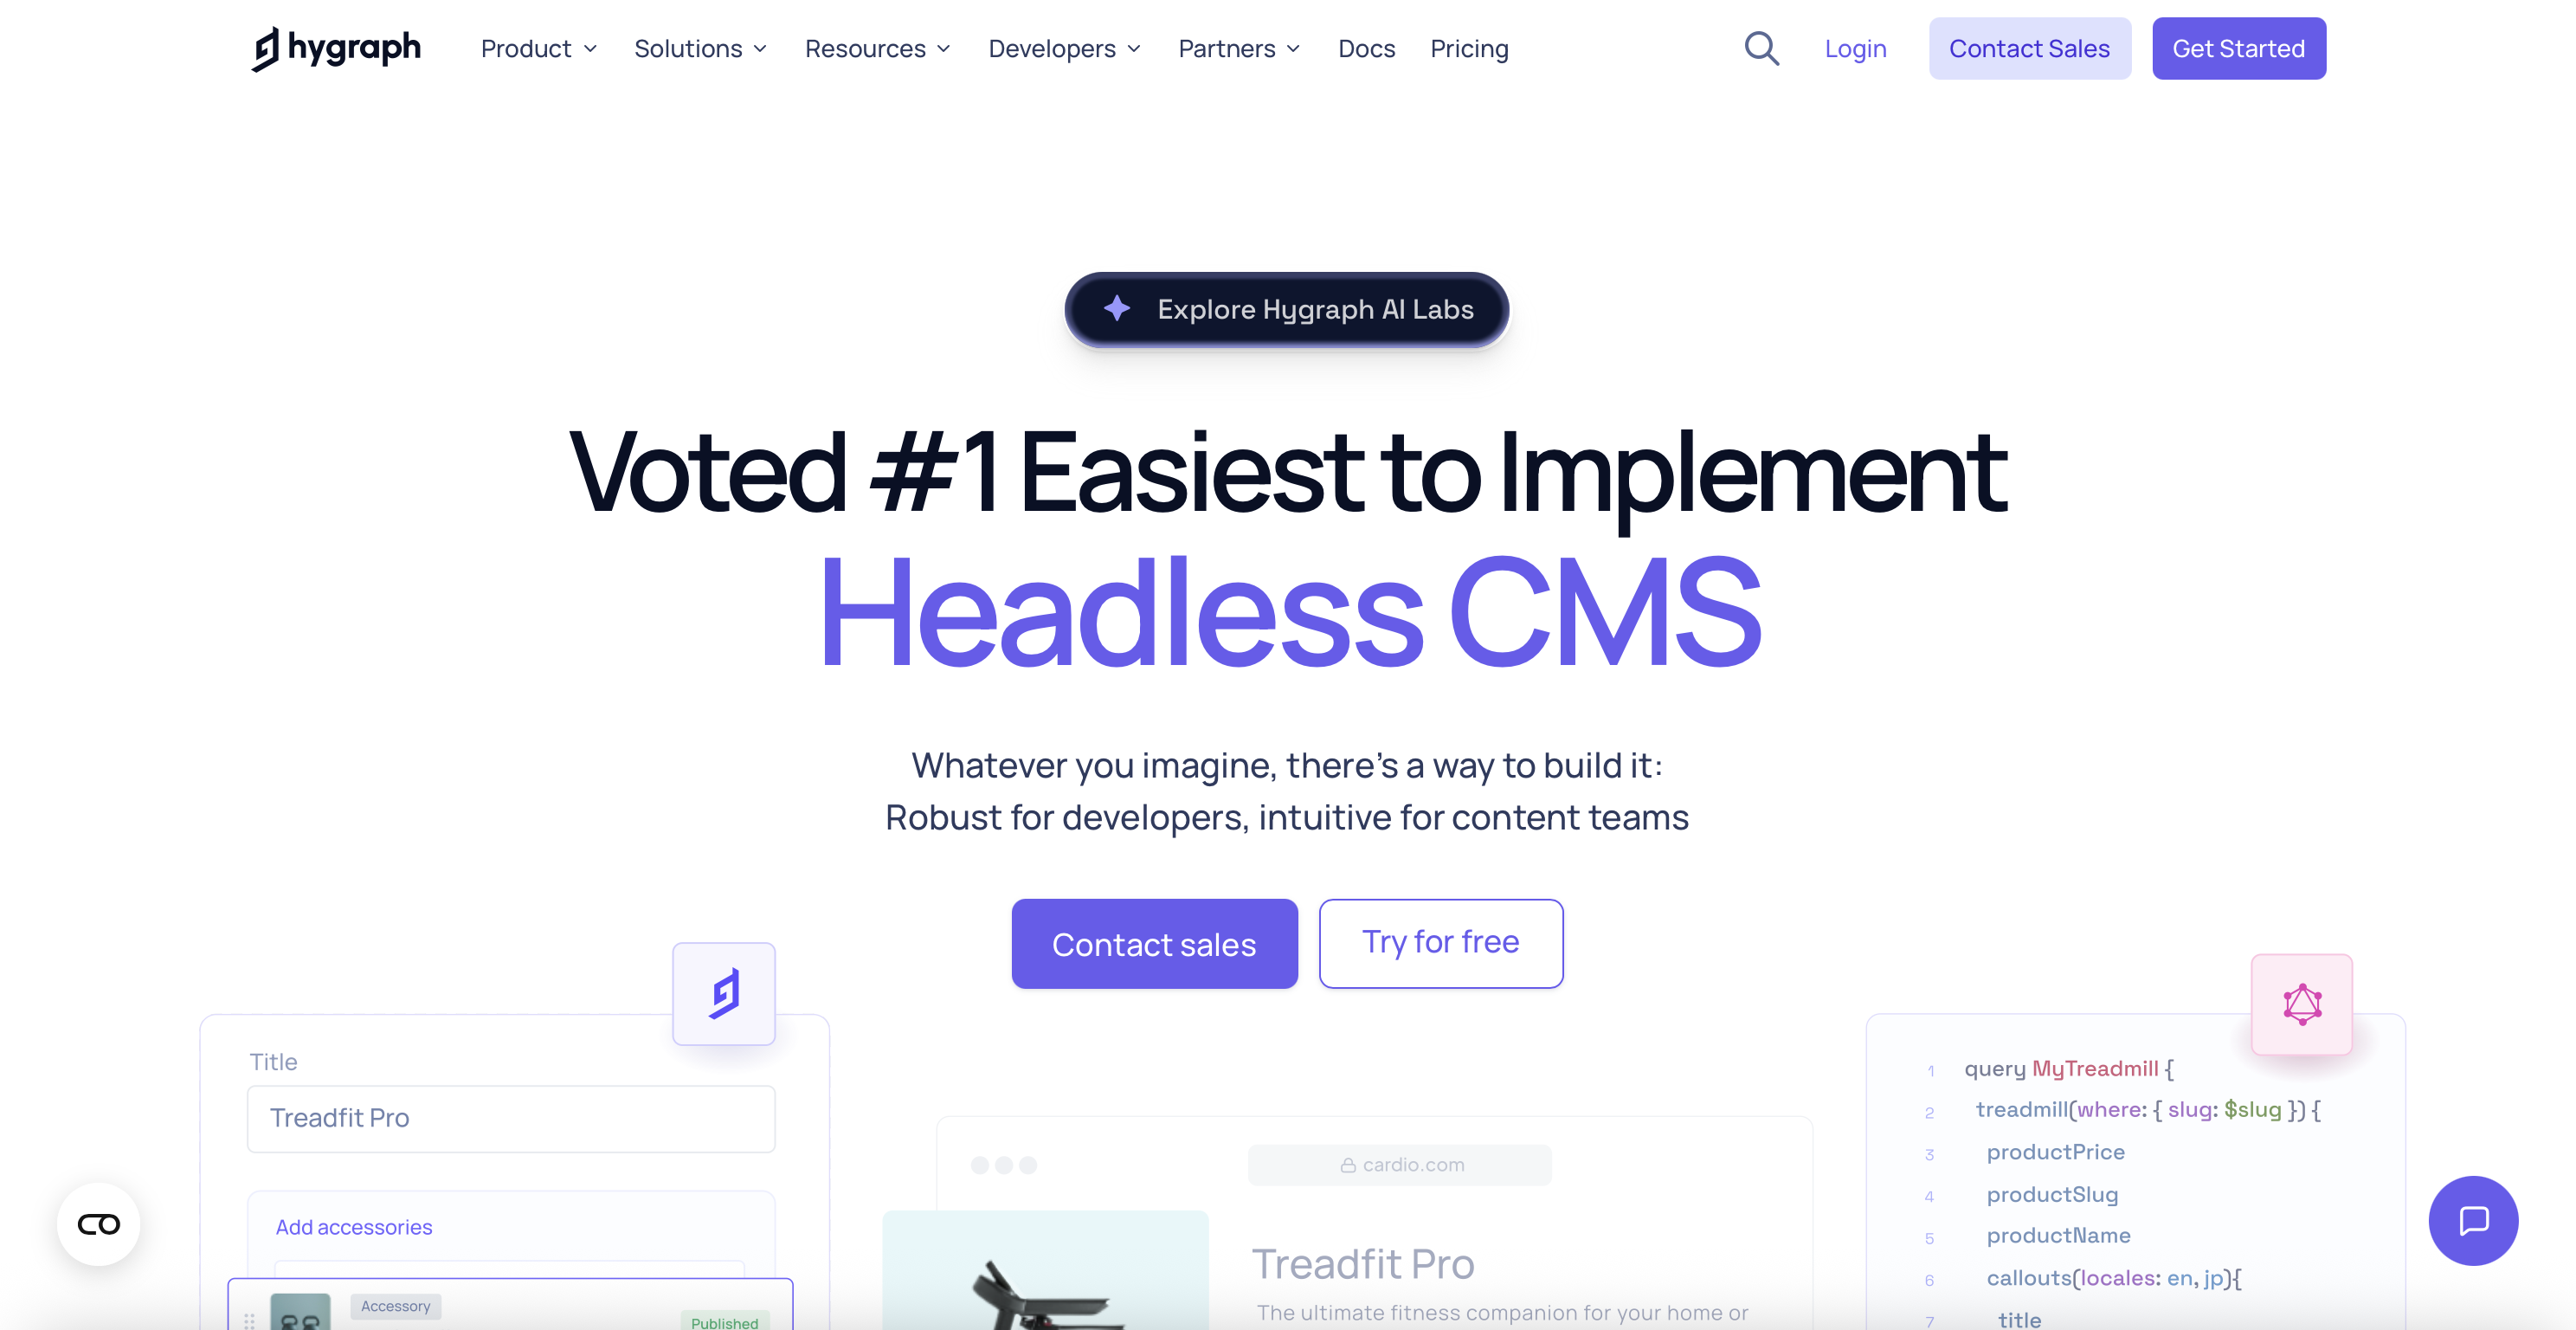 hygraph
Product
Solutions
Resources
Developers
Partners
Docs
Pricing
Login
Contact Sales
Get Started
Explore Hygraph AI Labs
Voted #1 Easiest to Implement
Headless CMS
Whatever you imagine, there's a way to build it:
Robust for developers, intuitive for content teams
Contact sales
Try for free
Title
Treadfit Pro
Add accessories
Accessory
Published
cardio.com
Treadfit Pro
The ultimate fitness companion for your home or
1 query MyTreadmill {
2 treadmill(where: { slug: $slug }) {
3 productPrice
4 productSlug
5 productName
6 callouts(locales: en, jp){
7 title